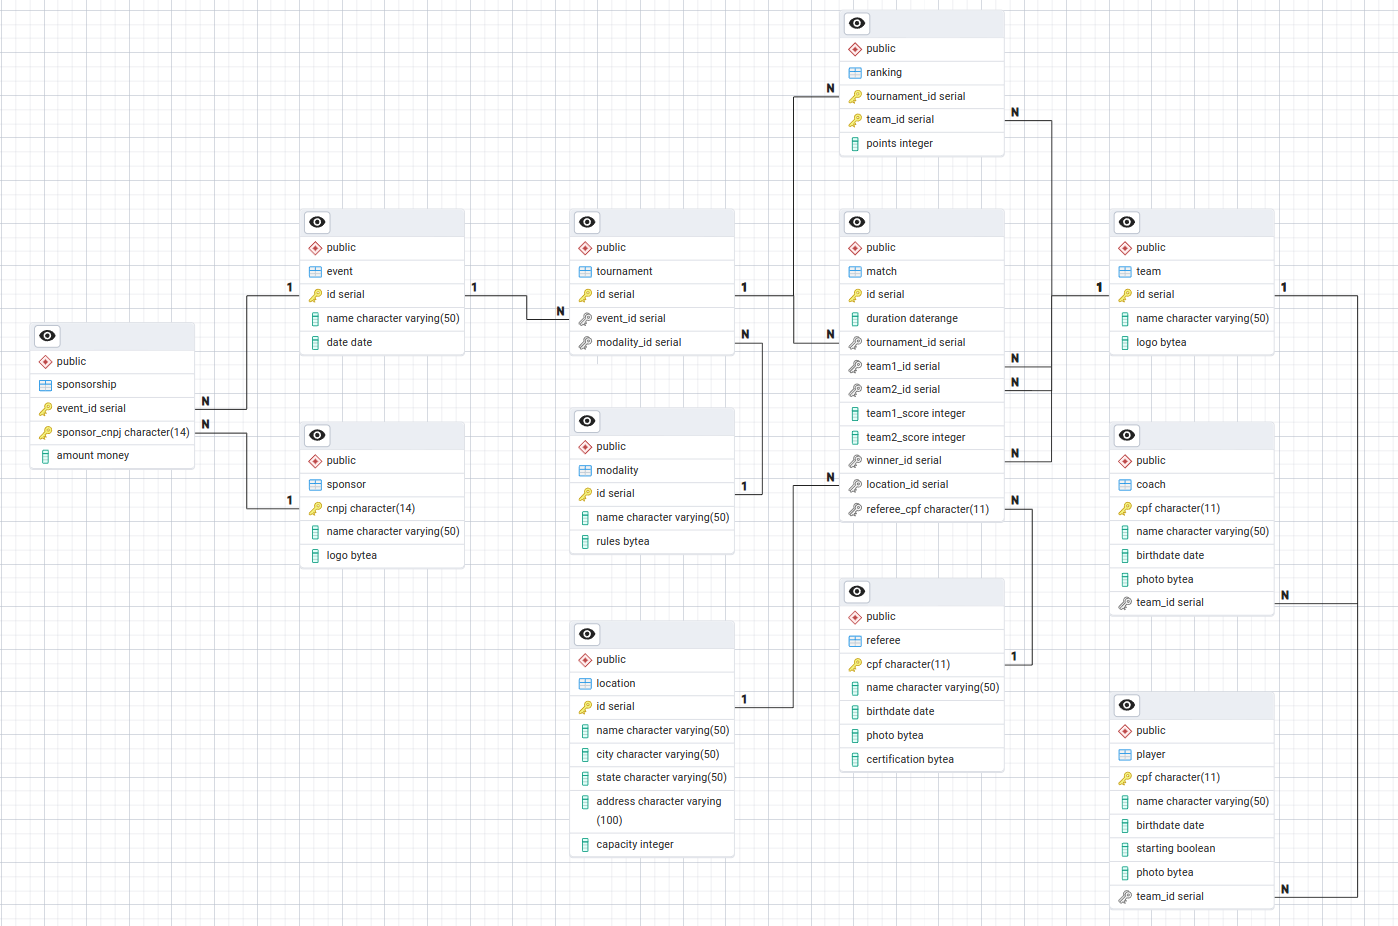 public
ranking
N
tournament_id serial
team_id serial
N
points integer
public
event
1
id serial
1
name character varying(50)
date date
public
tournament
id serial
1
N
event_id serial
modality_id serial
N
public
match
id serial
duration daterange
N
tournament_id serial
team1_id serial
N
team2_id serial
N
team1_score integer
team2_score integer
winner_id serial
N
N
location_id serial
referee_cpf character(11)
N
public
team
1
id serial
1
name character varying(50)
logo bytea
public
sponsorship
event_id serial
N
sponsor_cnpj character(14)
N
amount money
public
sponsor
1
cnpj character(14)
name character varying(50)
logo bytea
public
modality
id serial
1
name character varying(50)
rules bytea
public
coach
cpf character(11)
name character varying(50)
birthdate date
photo bytea
team_id serial
N
public
location
id serial
1
name character varying(50)
city character varying(50)
state character varying(50)
address character varying
(100)
capacity integer
public
referee
cpf character(11)
1
name character varying(50)
birthdate date
photo bytea
certification bytea
public
player
cpf character(11)
name character varying(50)
birthdate date
starting boolean
photo bytea
team_id serial
N